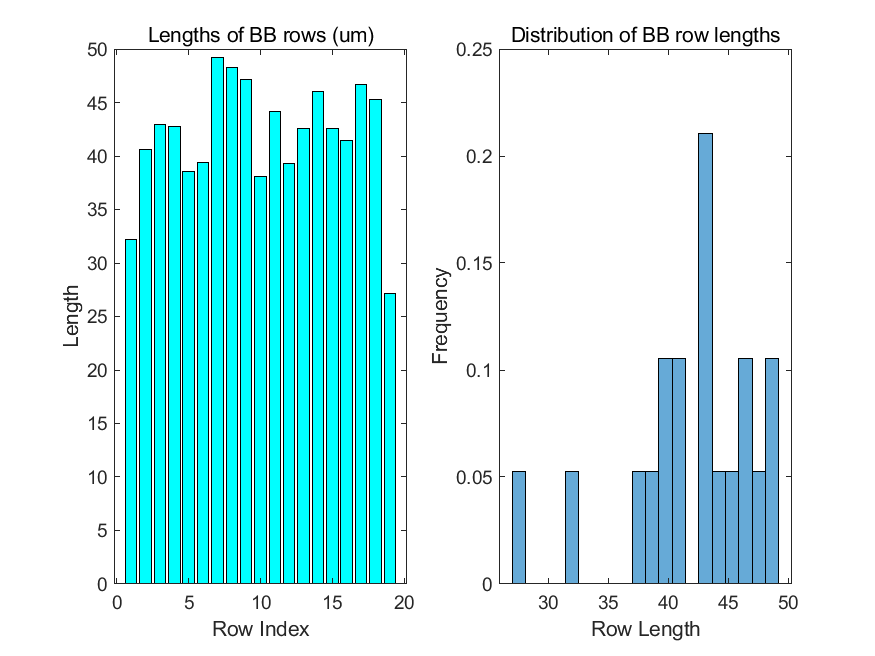 Lengths of BB rows (um)
50
45
40
35
30
25
20
15
10
5
0
Length
0 5 10 15 20
Row Index
Distribution of BB row lengths
0.25
0.2
0.15
0.1
0.05
0
Frequency
30 35 40 45 50
Row Length